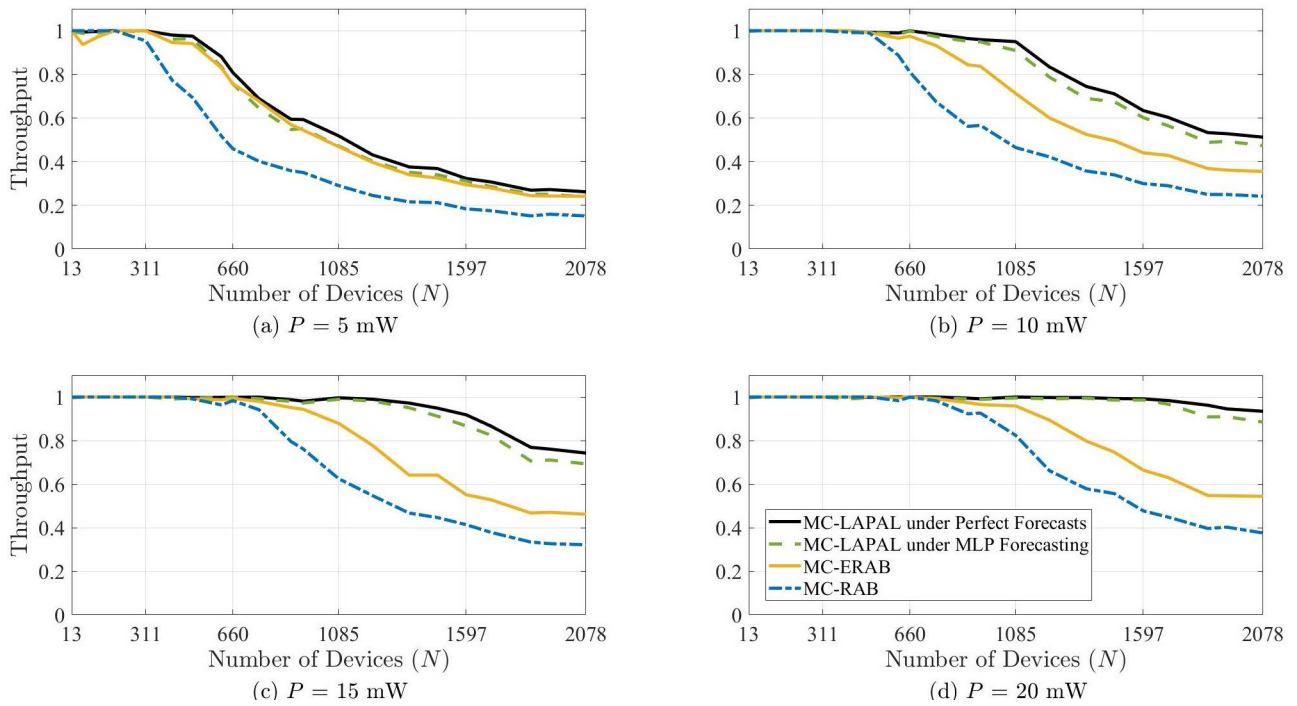 Throughput
1
0.8
0.6
0.4
0.2
0
13 311 660 1085 1597 2078
Number of Devices (N)
(a) P = 5 mW
Throughput
1
0.8
0.6
0.4
0.2
0
13 311 660 1085 1597 2078
Number of Devices (N)
(b) P = 10 mW
Throughput
1
0.8
0.6
0.4
0.2
0
13 311 660 1085 1597 2078
Number of Devices (N)
(c) P = 15 mW
Throughput
1
0.8
0.6
0.4
0.2
0
MC-LAPAL under Perfect Forecasts
MC-LAPAL under MLP Forecasting
MC-ERAB
MC-RAB
13 311 660 1085 1597 2078
Number of Devices (N)
(d) P = 20 mW